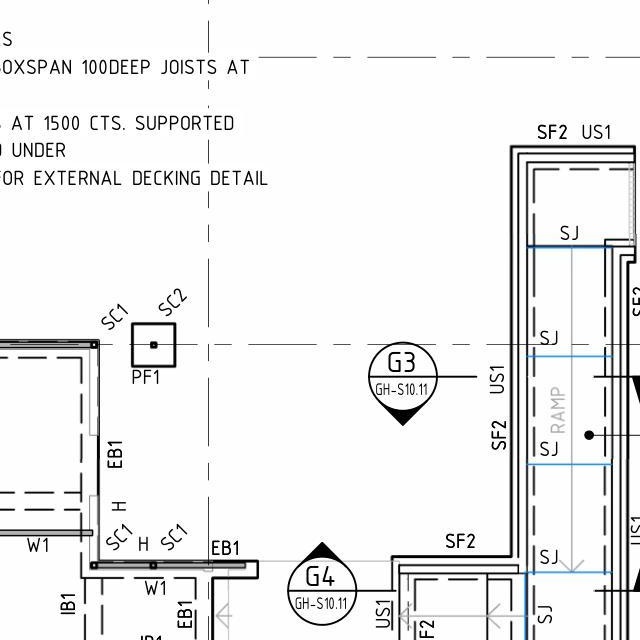 S
OXSPAN 100DEEP JOISTS AT
AT 1500 CTS. SUPPORTED
UNDER
FOR EXTERNAL DECKING DETAIL
SF2 US1
SJ
SC1 SC2
PF1
SJ
G3
GH-S10.11
US1
RAMP
SF2
SF2
EB1
SJ
H
W1
SC1 H SC1
EB1
W1
SF2
SJ
US1
G4
GH-S10.11
IB1
EB1
US1
SF2
SJ
IB1